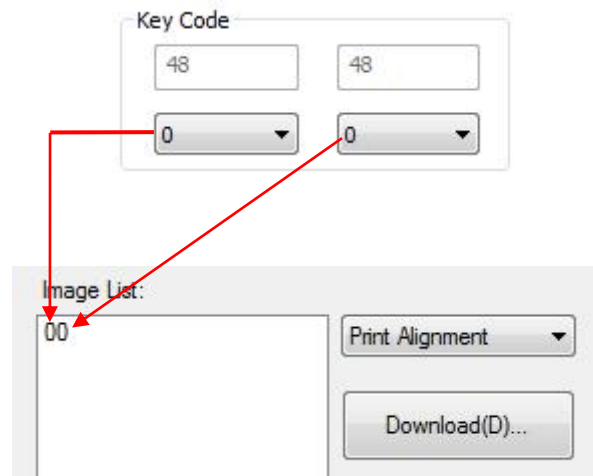 Key Code
48 48
0 0
Image List:
00
Print Alignment
Download(D)...